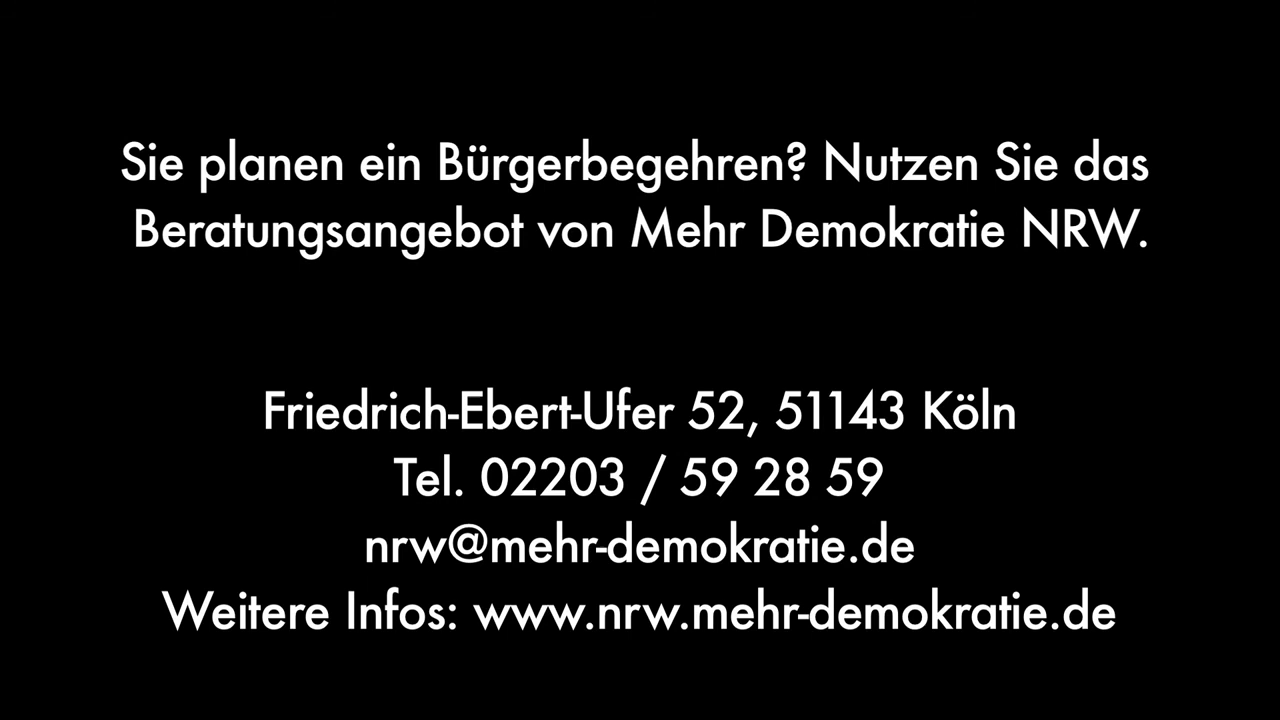 Sie planen ein Bürgerbegehren? Nutzen Sie das
Beratungsangebot von Mehr Demokratie NRW.
Friedrich-Ebert-Ufer 52, 51143 Köln
Tel. 02203 / 59 28 59
nrw@mehr-demokratie.de
Weitere Infos: www.nrw.mehr-demokratie.de